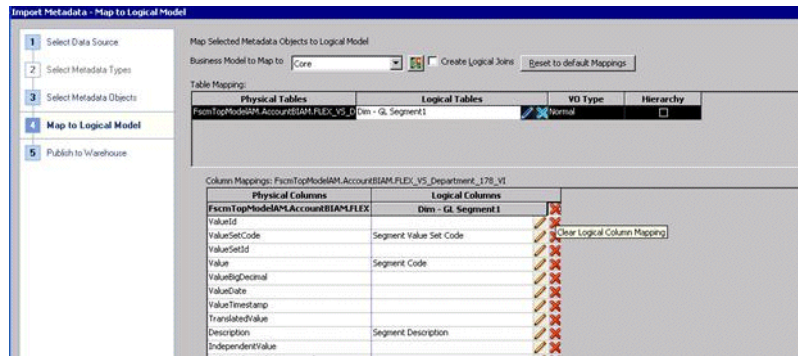 Import Metadata - Map to Logical Model
1 Select Data Source
2 Select Metadata Types
3 Select Metadata Objects
4 Map to Logical Model
5 Publish to Warehouse
Map Selected Metadata Objects to Logical Model
Business Model to Map to Core Create Logical Joins Reset to default Mappings
Table Mapping:
Physical Tables Logical Tables VO Type Hierarchy
FscmTopModelAM.AccountBIAM.FLEX_VS_D Dim - GL Segment1 Normal
Column Mappings: FscmTopModelAM.AccountBIAM.FLEX_VS_Department_178_VI
Physical Columns Logical Columns
FscmTopModelAM.AccountBIAM.FLEX Dim - GL Segment1
ValueId
Clear Logical Column Mapping
ValueSetCode Segment Value Set Code
ValueSetId
Value Segment Code
ValueBigDecimal
ValueDate
ValueTimestamp
TranslatedValue
Description Segment Description
IndependentValue